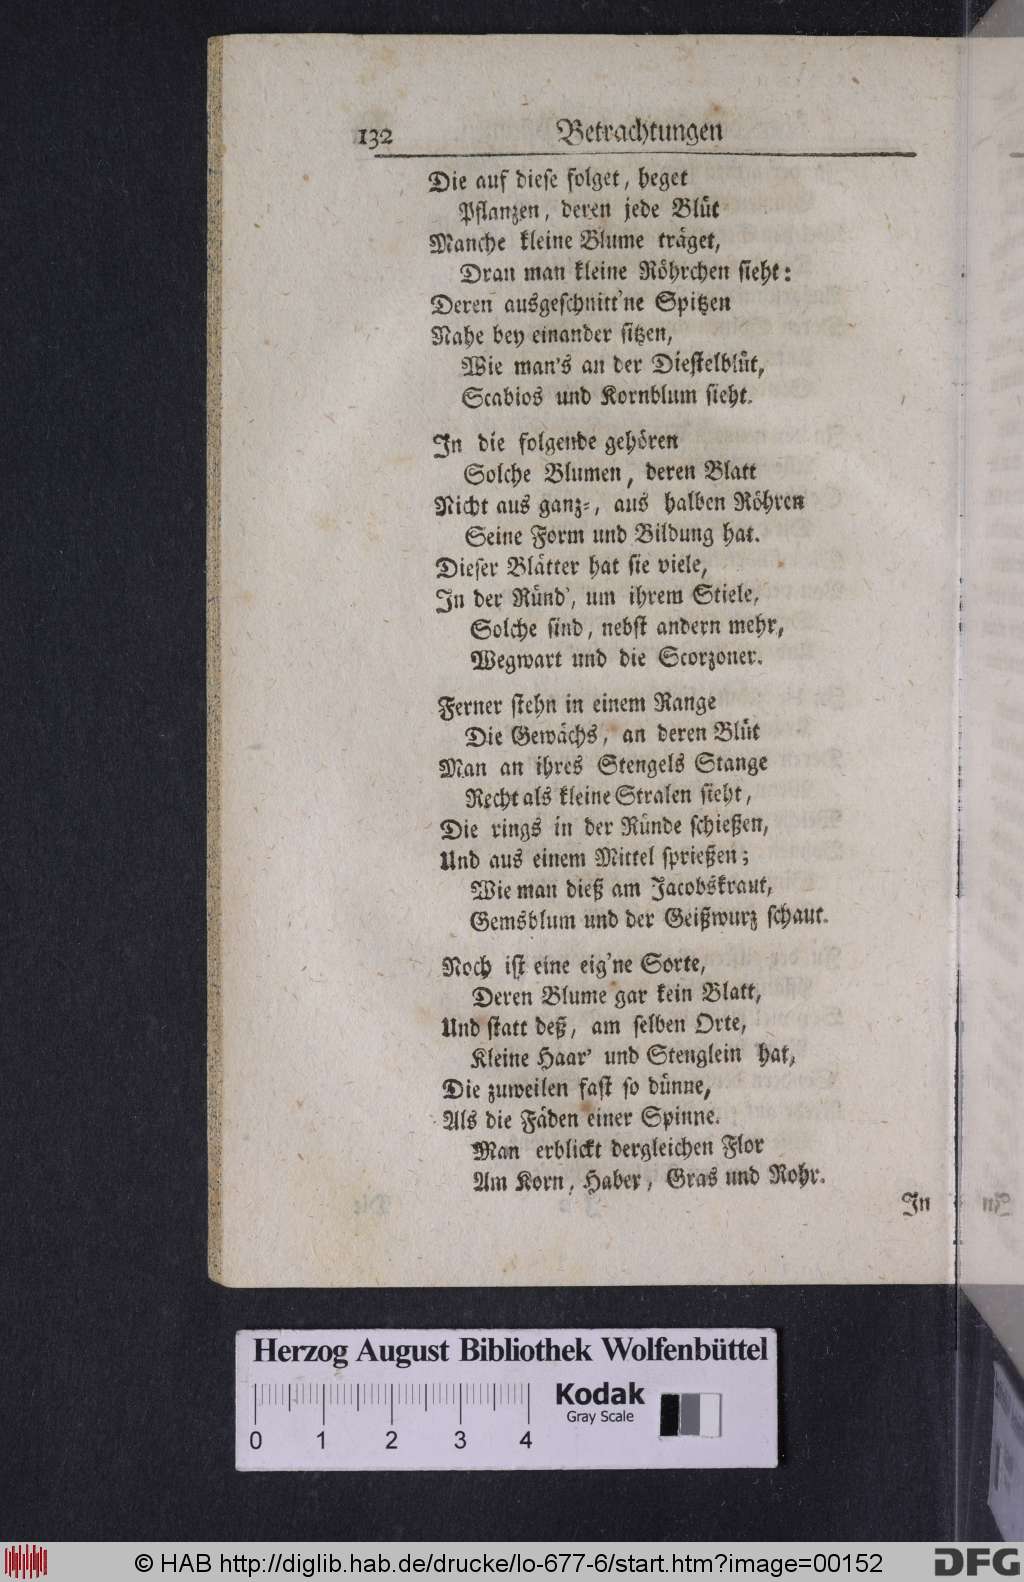 132 Betrachtungen
Die auf diese folget, heget
Pflanzen, deren jede Blüt
Manche kleine Blume träget,
Dran man kleine Röhrchen sieht:
Deren ausgeschnitt'ne Spitzen
Nahe bey einander sitzen,
Wie man's an der Diestelblüt,
Scabios und Kornblum sieht.
In die folgende gehören
Solche Blumen, deren Blatt
Nicht aus ganz-, aus halben Röhren
Seine Form und Bildung hat.
Dieser Blätter hat sie viele,
In der Ründ', um ihrem Stiele,
Solche sind, nebst andern mehr,
Wegwart und die Scorzoner.
Ferner stehn in einem Range
Die Gewächs, an deren Blüt
Man an ihres Stengels Stange
Recht als kleine Stralen sieht,
Die rings in der Ründe schießen,
Und aus einem Mittel sprießen;
Wie man dieß am Jacobskraut,
Gemsblum und der Geißwurz schaut.
Noch ist eine eig'ne Sorte,
Deren Blume gar kein Blatt,
Und statt deß, am selben Orte,
Kleine Haar' und Stenglein hat,
Die zuweilen fast so dünne,
Als die Fäden einer Spinne.
Man erblickt dergleichen Flor
Am Korn, Haber, Gras und Rohr.
In
Herzog August Bibliothek Wolfenbüttel
Kodak
Gray Scale
0 1 2 3 4
© HAB http://diglib.hab.de/drucke/lo-677-6/start.htm?image=00152
DFG